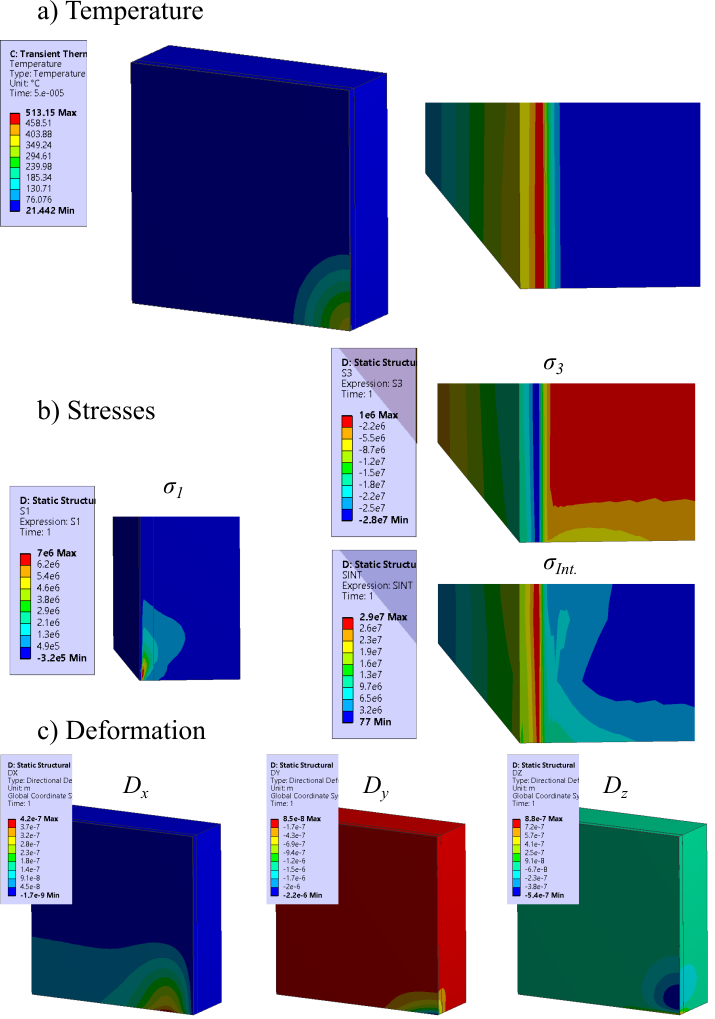 a) Temperature
C: Transient Therm
Temperature
Type: Temperature
Unit: °C
Time: 5.e-005
513.15 Max
458.51
403.88
349.24
294.61
239.98
185.34
130.71
76.076
21.442 Min
b) Stresses
σ1
D: Static Structur
S1
Expression: S1
Time: 1
7e6 Max
6.2e6
5.4e6
4.6e6
3.8e6
2.9e6
2.1e6
1.3e6
4.9e5
-3.2e5 Min
σ3
D: Static Structur
S3
Expression: S3
Time: 1
1e6 Max
-2.2e6
-5.5e6
-8.7e6
-1.2e7
-1.5e7
-1.8e7
-2.2e7
-2.5e7
-2.8e7 Min
σInt.
D: Static Structur
SINT
Expression: SINT
Time: 1
2.9e7 Max
2.6e7
2.3e7
1.9e7
1.6e7
1.3e7
9.7e6
6.5e6
3.2e6
77 Min
c) Deformation
Dx
D: Static Structural
DX
Type: Directional Def
Unit: m
Global Coordinate Sy
Time: 1
4.2e-7 Max
3.7e-7
3.2e-7
2.8e-7
2.3e-7
1.8e-7
1.4e-7
9.1e-8
4.5e-8
-1.7e-9 Min
Dy
D: Static Structural
DY
Type: Directional Def
Unit: m
Global Coordinate Sy
Time: 1
8.5e-8 Max
-1.7e-7
-4.3e-7
-6.9e-7
-9.4e-7
-1.2e-6
-1.5e-6
-1.7e-6
-2e-6
-2.2e-6 Min
Dz
D: Static Structural
DZ
Type: Directional Def
Unit: m
Global Coordinate Sy
Time: 1
8.8e-7 Max
7.2e-7
5.7e-7
4.1e-7
2.5e-7
9.1e-8
-6.7e-8
-2.3e-7
-3.8e-7
-5.4e-7 Min